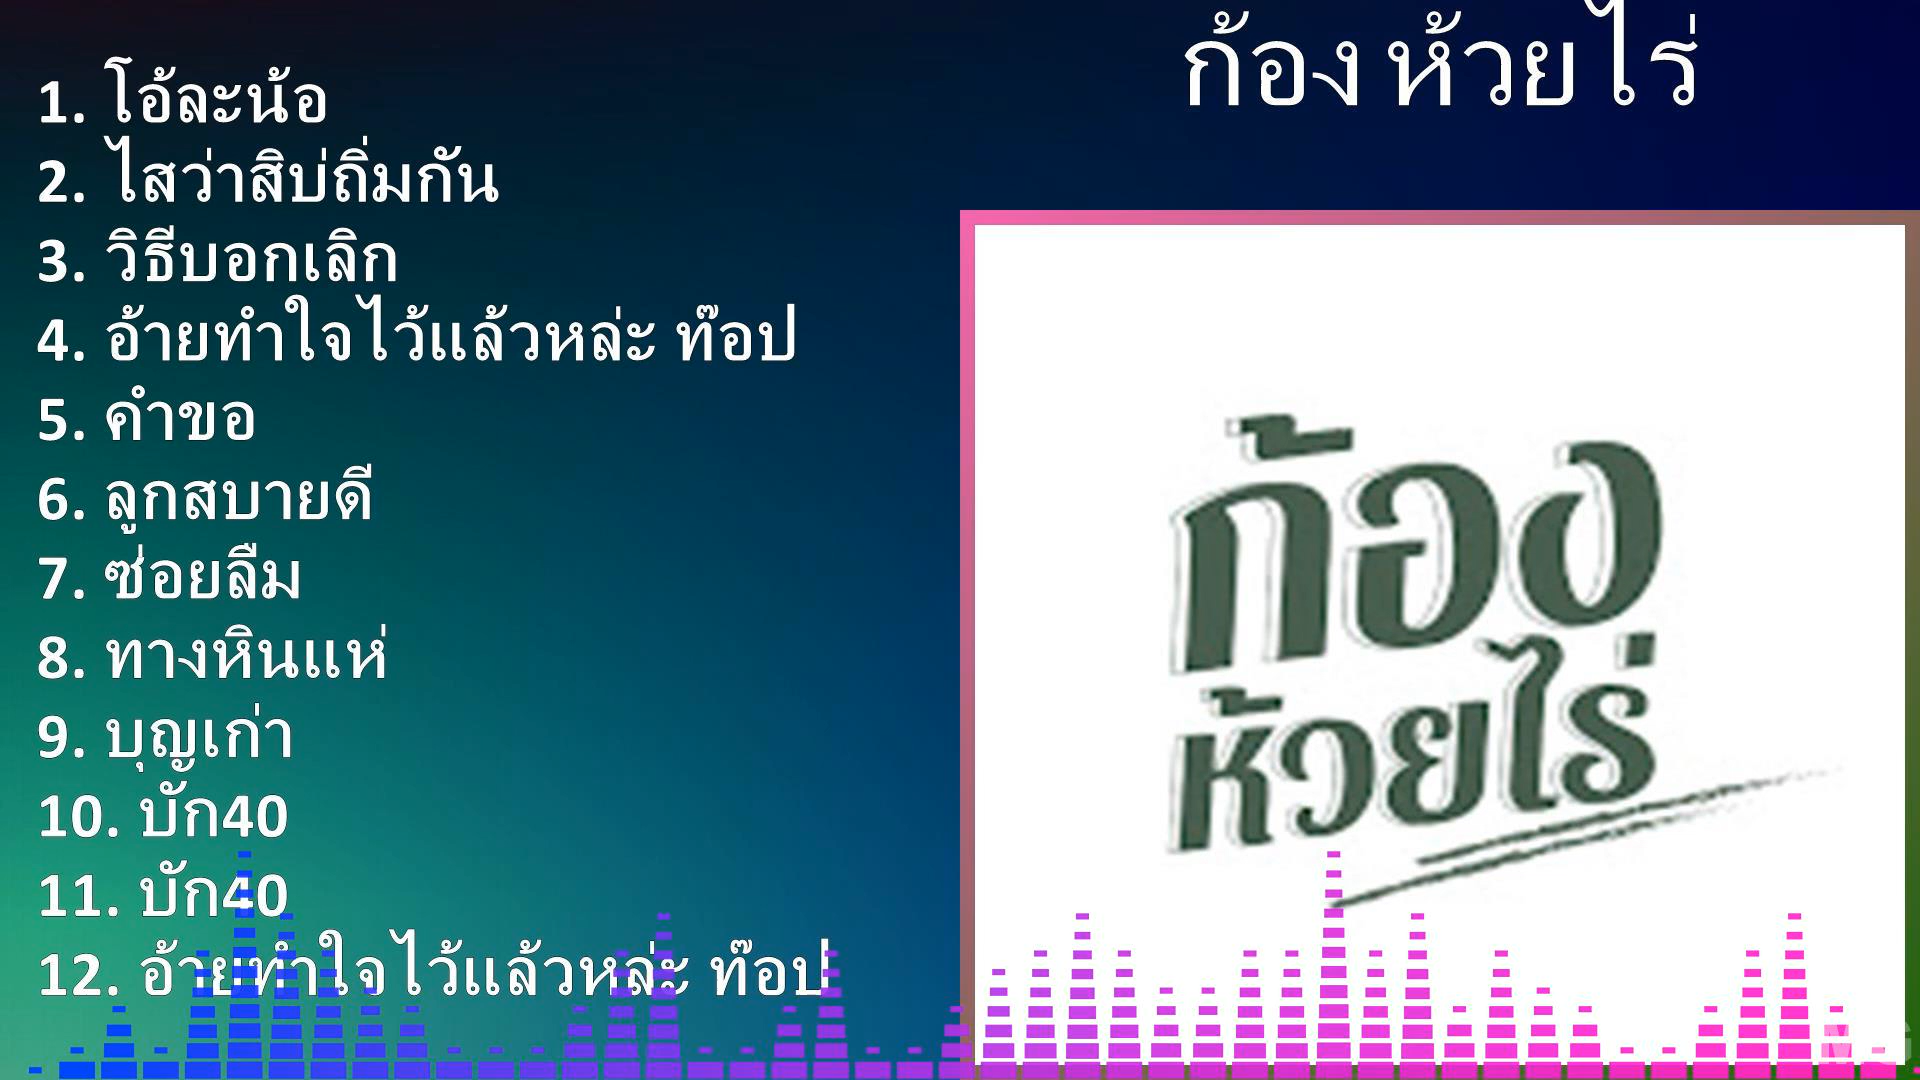 ก้อง ห้วยไร่
1. โอ้ละน้อ
2. ไสว่าสิบ่ถิ่มกัน
3. วิธีบอกเลิก
4. อ้ายทำใจไว้แล้วหล่ะ ท๊อป
5. คำขอ
6. ลูกสบายดี
7. ซ่อยลืม
8. ทางหินแห่
9. บุญเก่า
10. บัก40
11. บัก40
12. อ้ายทำใจไว้แล้วหล่ะ ท๊อป
ก้อง
ห้วยไร่
MG